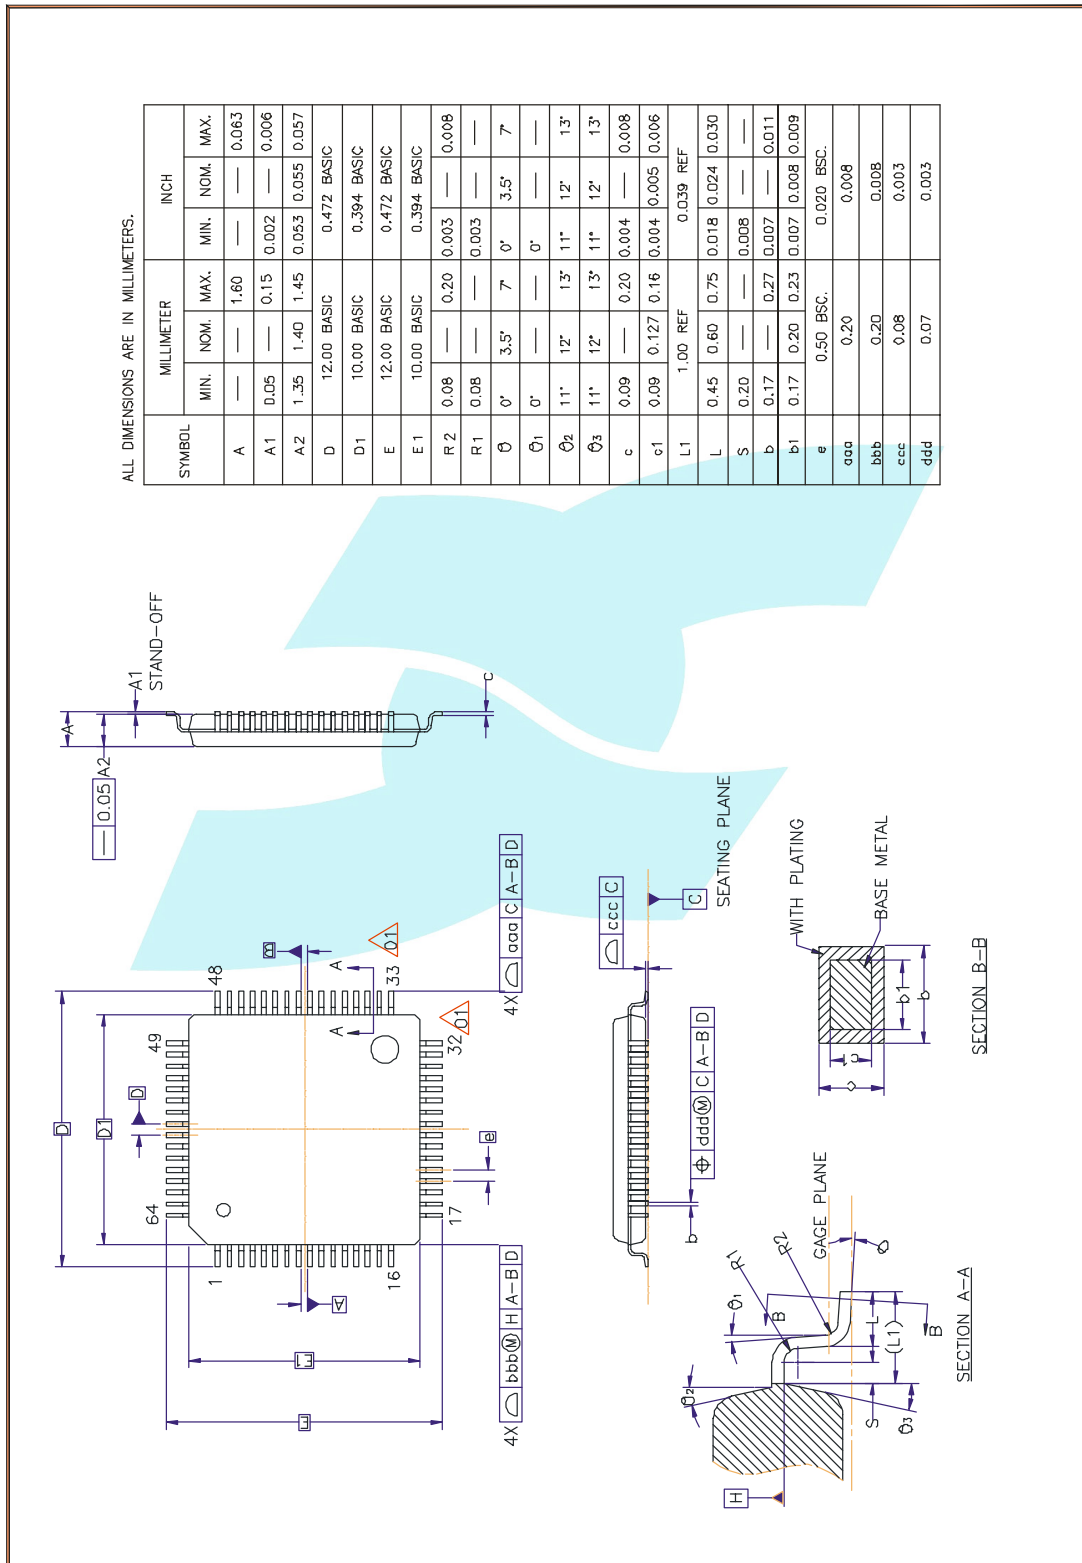 ALL DIMENSIONS ARE IN MILLIMETERS.
SYMBOL MILLIMETER INCH
MIN. NOM. MAX. MIN. NOM. MAX.
A — — 1.60 — — 0.063
A1 0.05 — 0.15 0.002 — 0.006
A2 1.35 1.40 1.45 0.053 0.055 0.057
D 12.00 BASIC 0.472 BASIC
D1 10.00 BASIC 0.394 BASIC
E 12.00 BASIC 0.472 BASIC
E1 10.00 BASIC 0.394 BASIC
R2 0.08 — 0.20 0.003 — 0.008
R1 0.08 — — 0.003 — —
θ 0° 3.5° 7° 0° 3.5° 7°
θ1 0° — — 0° — —
θ2 11° 12° 13° 11° 12° 13°
θ3 11° 12° 13° 11° 12° 13°
c 0.09 — 0.20 0.004 — 0.008
c1 0.09 0.127 0.16 0.004 0.005 0.006
L1 1.00 REF 0.039 REF
L 0.45 0.60 0.75 0.018 0.024 0.030
S 0.20 — — 0.008 — —
b 0.17 — 0.27 0.007 — 0.011
b1 0.17 0.20 0.23 0.007 0.008 0.009
e 0.50 BSC. 0.020 BSC.
aaa 0.20 0.008
bbb 0.20 0.008
ccc 0.08 0.003
ddd 0.07 0.003
— 0.05
A2
A
A1
STAND-OFF
c
D
D1
D
64
49
48
1
E
E1
A
B
A
A
01
01
16
33
17
32
e
4X bbb Ⓜ H A-B D
4X aaa C A-B D
ccc C
C
SEATING PLANE
b
ddd Ⓜ C A-B D
H
θ2
θ1
R1
R2
GAGE PLANE
B
B
S
L
(L1)
θ3
θ
SECTION A-A
WITH PLATING
BASE METAL
c
c1
b1
b
SECTION B-B